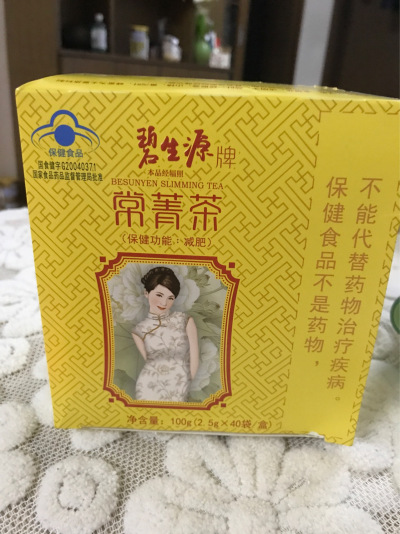 保健食品
国食健字G20040371
国家食品药品监督管理局批准
碧生源牌
本品经辐照
BESUNYEN SLIMMING TEA
常菁茶
(保健功能：减肥)
净含量：100g(2.5g×40袋/盒)
保健食品不是药物，
不能代替药物治疗疾病。